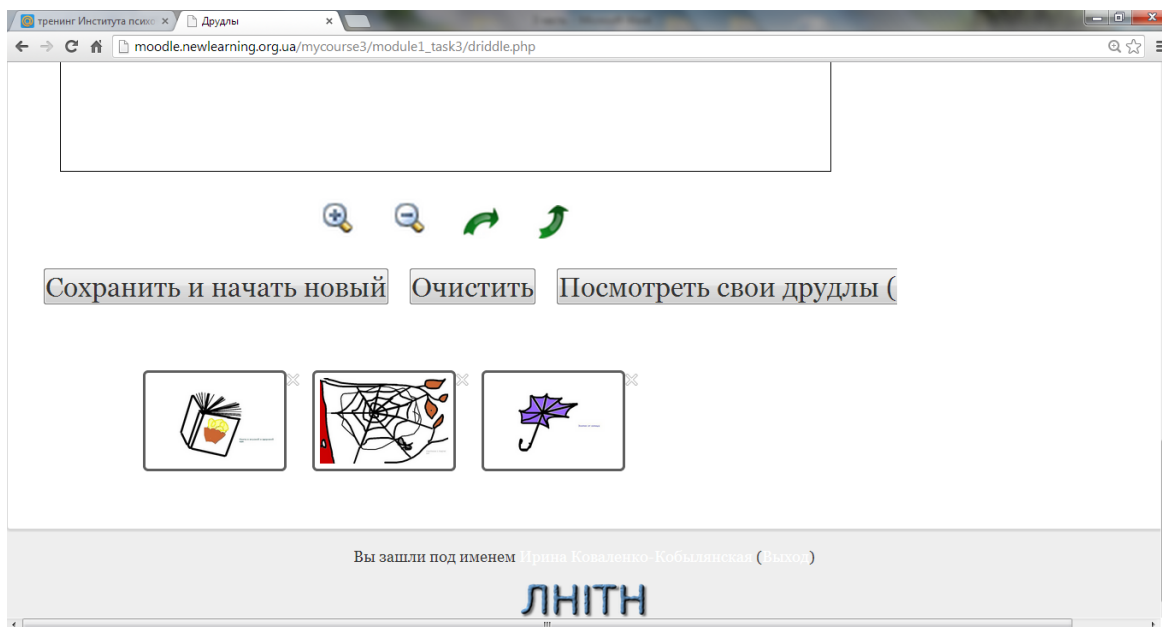 тренинг Института психо
Друдлы
moodle.newlearning.org.ua/mycourse3/module1_task3/driddle.php
Сохранить и начать новый
Очистить
Посмотреть свои друдлы (
Вы зашли под именем Ирина Коваленко-Кобылянская (Выход)
ЛНІТН